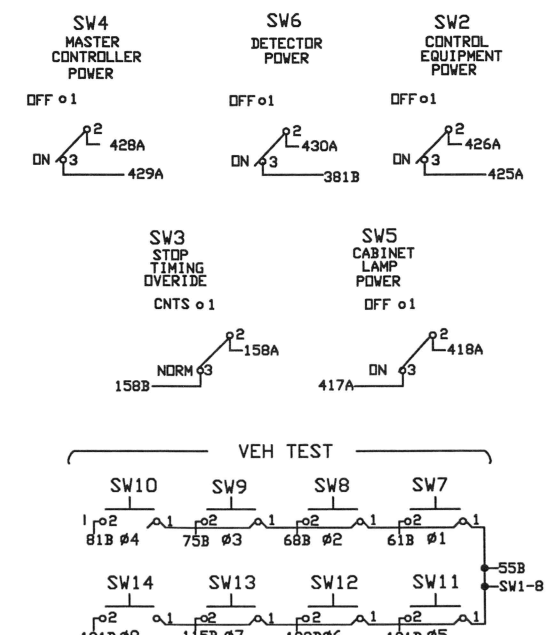 SW4 SW6 SW2
MASTER DETECTOR CONTROL
CONTROLLER POWER EQUIPMENT
POWER POWER
OFF 1 OFF 1 OFF 1
2 2 2
428A 430A 426A
ON 3 ON 3 ON 3
429A 381B 425A
SW3 SW5
STOP CABINET
TIMING LAMP
OVERIDE POWER
CNTS 1 OFF 1
2 2
158A 418A
NORM 3 ON 3
158B 417A
VEH TEST
SW10 SW9 SW8 SW7
2 1 2 1 2 1 2 1
81B Ø4 75B Ø3 68B Ø2 61B Ø1
55B
SW14 SW13 SW12 SW11 SW1-8
2 1 2 1 2 1 2 1